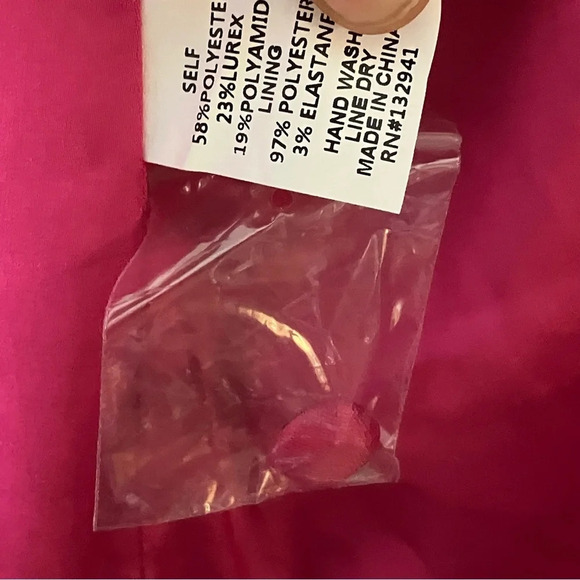 SELF
58%POLYESTE
23%LUREX
19%POLYAMID
LINING
97% POLYESTER
3% ELASTANE
HAND WASH
LINE DRY
MADE IN CHINA
RN#132941